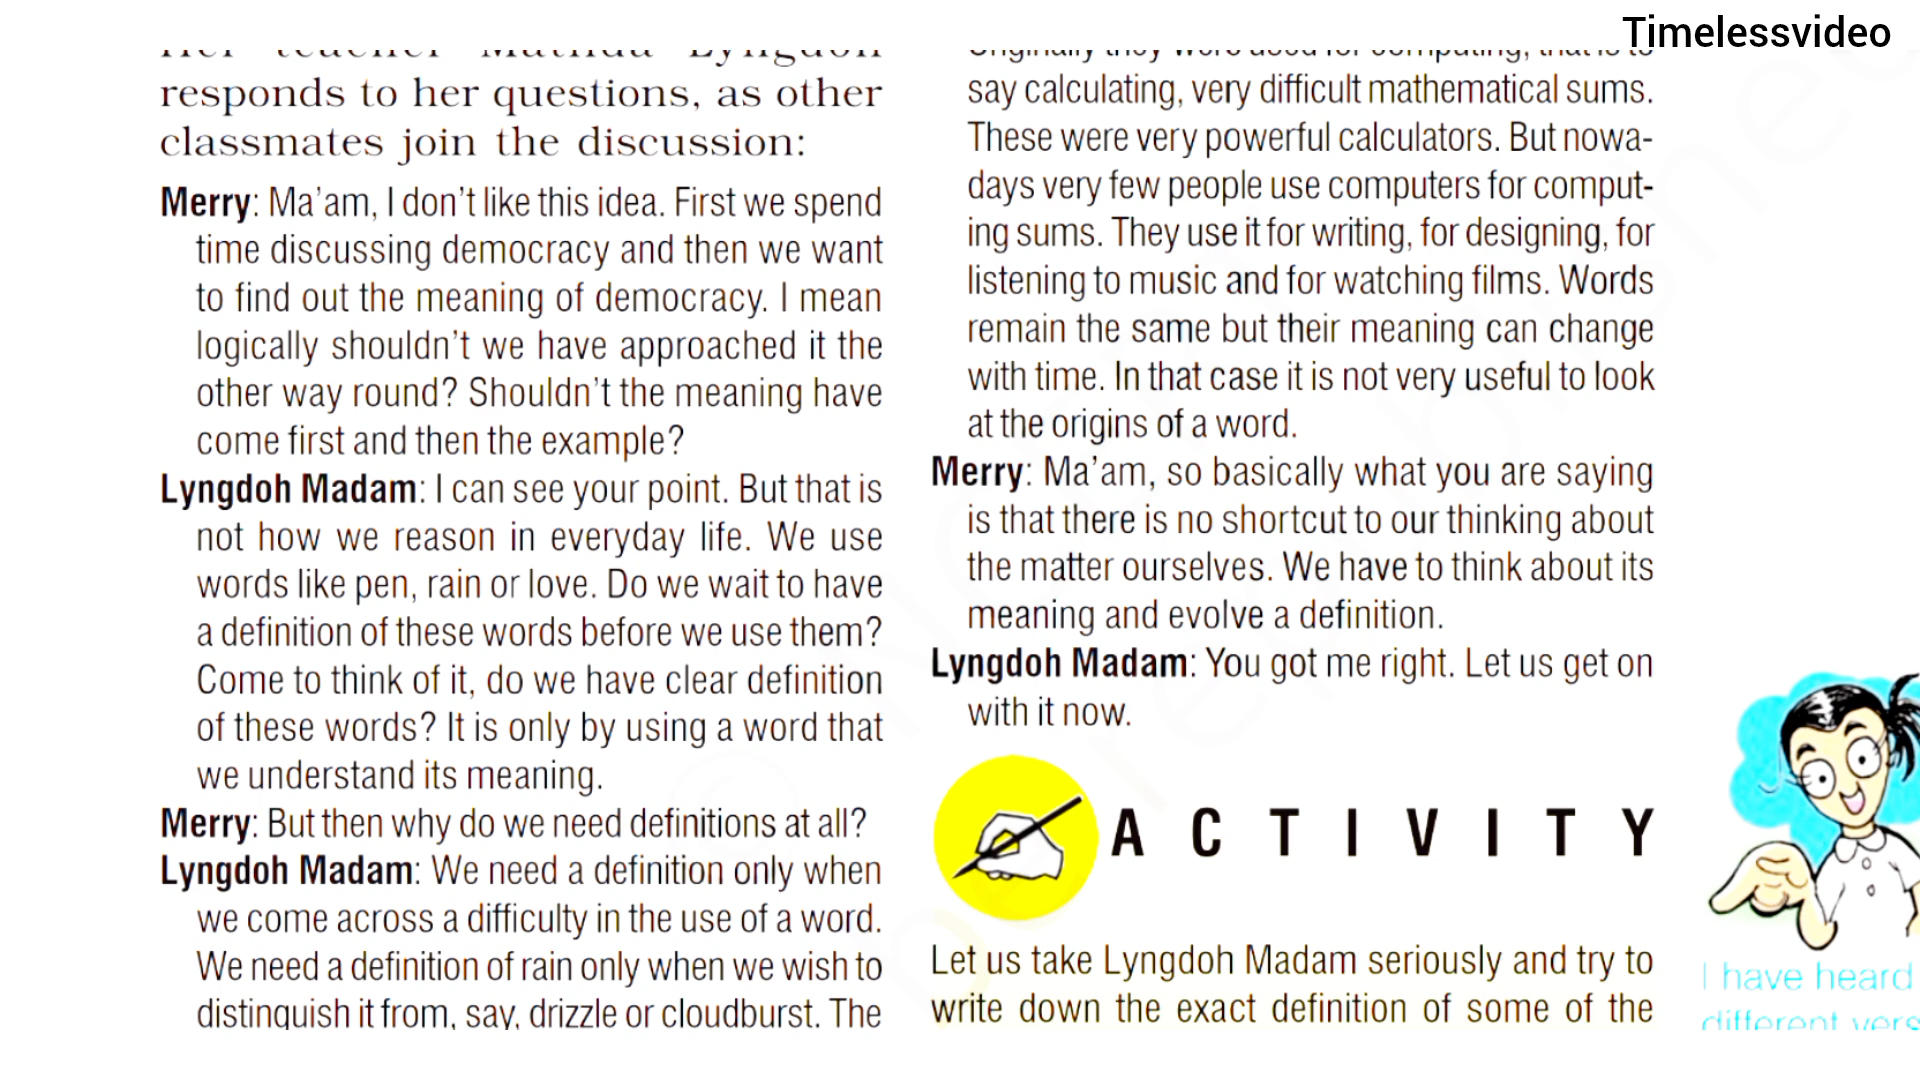 Timelessvideo
Her teacher Matilda Lyngdoh
responds to her questions, as other
classmates join the discussion:
Merry: Ma’am, I don’t like this idea. First we spend
time discussing democracy and then we want
to find out the meaning of democracy. I mean
logically shouldn’t we have approached it the
other way round? Shouldn’t the meaning have
come first and then the example?
Lyngdoh Madam: I can see your point. But that is
not how we reason in everyday life. We use
words like pen, rain or love. Do we wait to have
a definition of these words before we use them?
Come to think of it, do we have clear definition
of these words? It is only by using a word that
we understand its meaning.
Merry: But then why do we need definitions at all?
Lyngdoh Madam: We need a definition only when
we come across a difficulty in the use of a word.
We need a definition of rain only when we wish to
distinguish it from, say, drizzle or cloudburst. The
Originally they were used for computing, that is to
say calculating, very difficult mathematical sums.
These were very powerful calculators. But nowa-
days very few people use computers for comput-
ing sums. They use it for writing, for designing, for
listening to music and for watching films. Words
remain the same but their meaning can change
with time. In that case it is not very useful to look
at the origins of a word.
Merry: Ma’am, so basically what you are saying
is that there is no shortcut to our thinking about
the matter ourselves. We have to think about its
meaning and evolve a definition.
Lyngdoh Madam: You got me right. Let us get on
with it now.
ACTIVITY
Let us take Lyngdoh Madam seriously and try to
write down the exact definition of some of the
I have heard
different vers